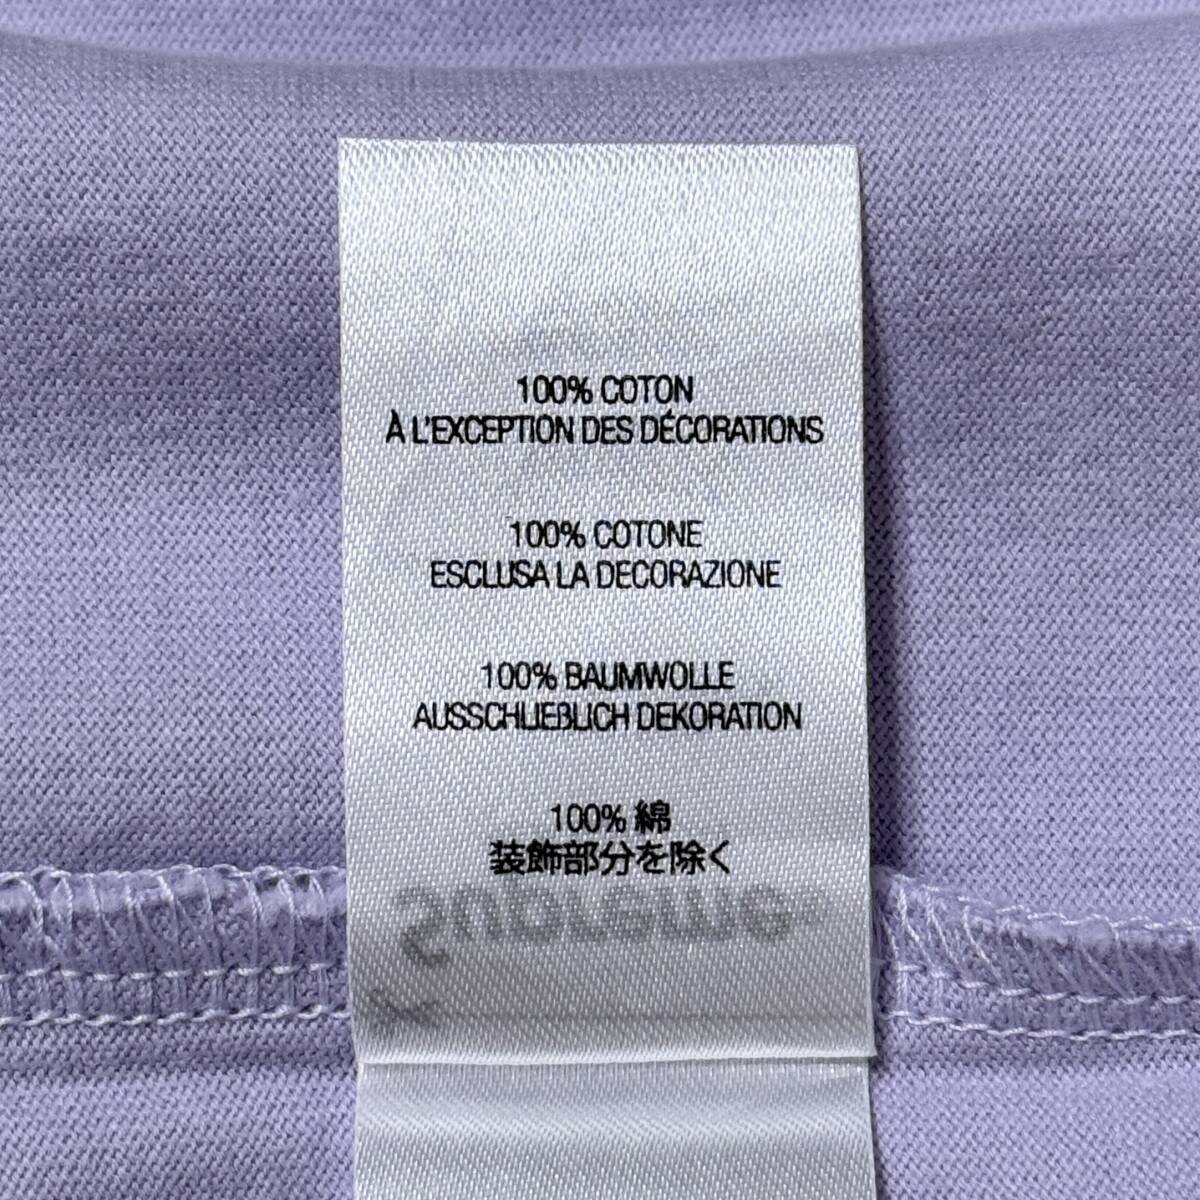 100% COTON
À L'EXCEPTION DES DÉCORATIONS
100% COTONE
ESCLUSA LA DECORAZIONE
100% BAUMWOLLE
AUSSCHLIEßLICH DEKORATION
100% 綿
装飾部分を除く